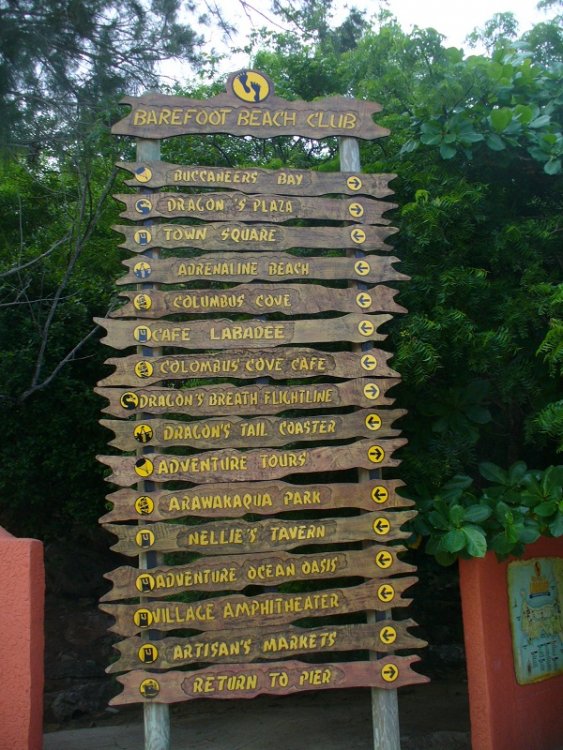 BAREFOOT BEACH CLUB
BUCCANEERS BAY
DRAGON'S PLAZA
TOWN SQUARE
ADRENALINE BEACH
COLUMBUS COVE
CAFE LABADEE
COLOMBUS COVE CAFE
DRAGON'S BREATH FLIGHTLINE
DRAGON'S TAIL COASTER
ADVENTURE TOURS
ARAWAKAQUA PARK
NELLIE'S TAVERN
ADVENTURE OCEAN OASIS
VILLAGE AMPHITHEATER
ARTISAN'S MARKETS
RETURN TO PIER